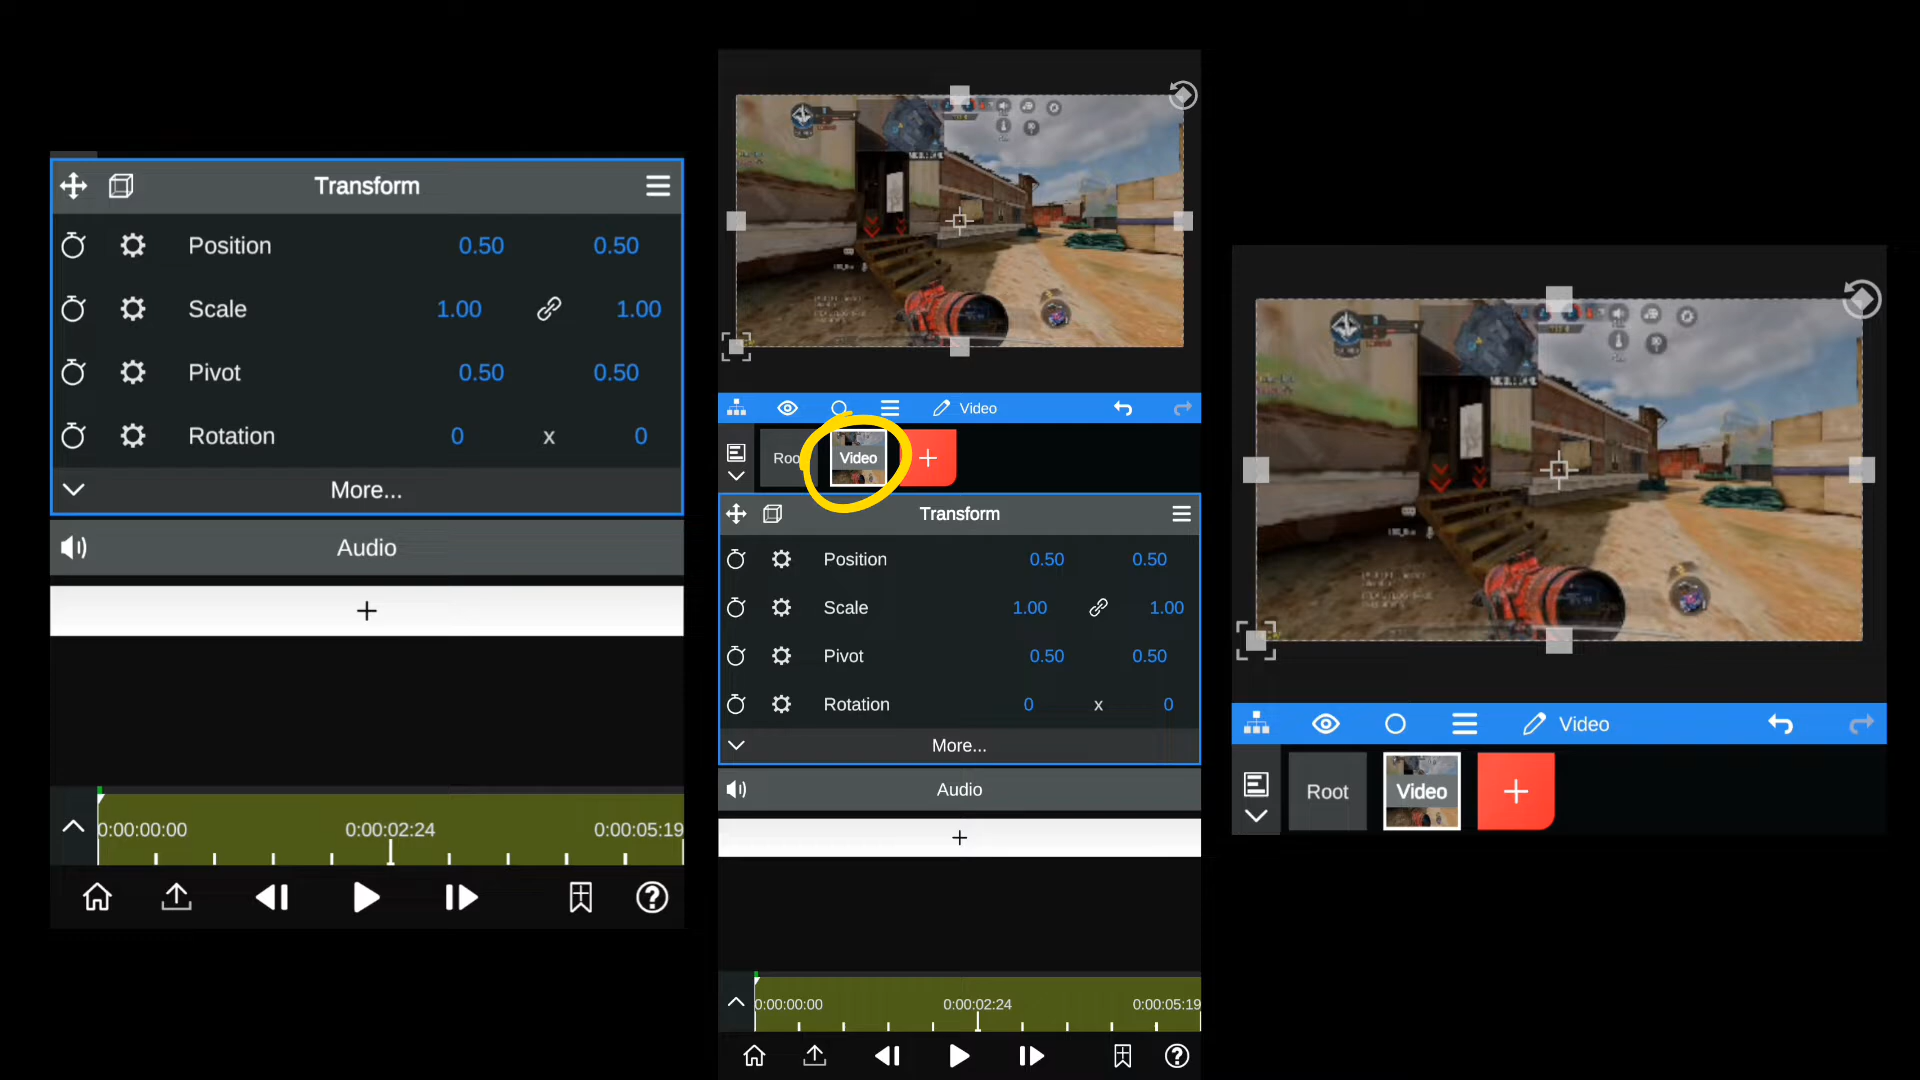 Transform
Position 0.50 0.50
Scale 1.00 1.00
Pivot 0.50 0.50
Rotation 0 x 0
More...
Audio
+
0:00:00:00 0:00:02:24 0:00:05:19
Video
Video +
Transform
Position 0.50 0.50
Scale 1.00 1.00
Pivot 0.50 0.50
Rotation 0 x 0
More...
Audio
+
0:00:00:00 0:00:02:24 0:00:05:19
Video
Root Video +